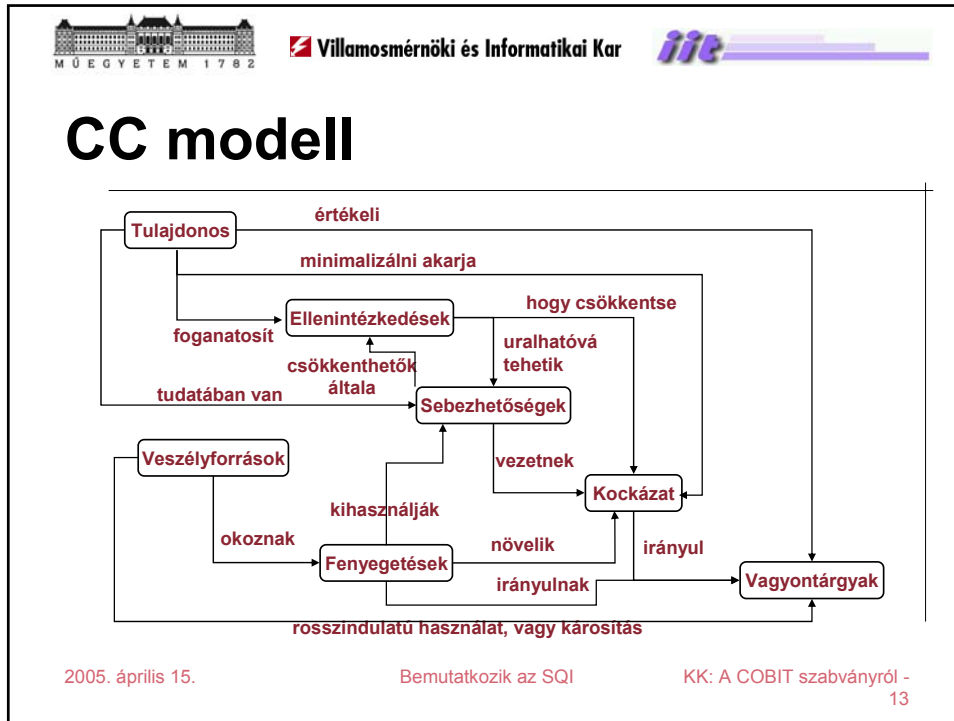 MŰEGYETEM 1782
Villamosmérnöki és Informatikai Kar
iit
CC modell
értékeli
Tulajdonos
minimalizálni akarja
hogy csökkentse
Ellenintézkedések
foganatosít
uralhatóvá
tehetik
csökkenthetők
általa
tudatában van
Sebezhetőségek
Veszélyforrások
vezetnek
Kockázat
kihasználják
okoznak
növelik
irányul
Fenyegetések
irányulnak
Vagyontárgyak
rosszindulatú használat, vagy károsítás
2005. április 15.
Bemutatkozik az SQI
KK: A COBIT szabványról -
13